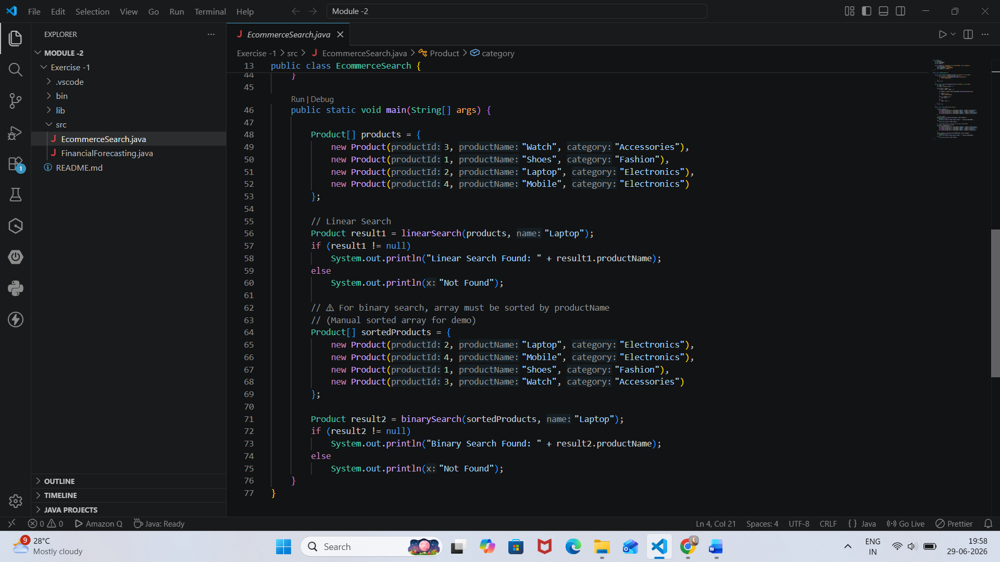 File Edit Selection View Go Run Terminal Help
Module -2
EXPLORER
MODULE -2
Exercise -1
.vscode
bin
lib
src
EcommerceSearch.java
FinancialForecasting.java
README.md
OUTLINE
TIMELINE
JAVA PROJECTS
1
EcommerceSearch.java
Exercise -1 > src > EcommerceSearch.java > Product > category
13 public class EcommerceSearch {
44 }
45
Run | Debug
46 public static void main(String[] args) {
47
48 Product[] products = {
49 new Product(productId: 3, productName: "Watch", category: "Accessories"),
50 new Product(productId: 1, productName: "Shoes", category: "Fashion"),
51 new Product(productId: 2, productName: "Laptop", category: "Electronics"),
52 new Product(productId: 4, productName: "Mobile", category: "Electronics")
53 };
54
55 // Linear Search
56 Product result1 = linearSearch(products, name: "Laptop");
57 if (result1 != null)
58 System.out.println("Linear Search Found: " + result1.productName);
59 else
60 System.out.println(x: "Not Found");
61
62 // ⚠ For binary search, array must be sorted by productName
63 // (Manual sorted array for demo)
64 Product[] sortedProducts = {
65 new Product(productId: 2, productName: "Laptop", category: "Electronics"),
66 new Product(productId: 4, productName: "Mobile", category: "Electronics"),
67 new Product(productId: 1, productName: "Shoes", category: "Fashion"),
68 new Product(productId: 3, productName: "Watch", category: "Accessories")
69 };
70
71 Product result2 = binarySearch(sortedProducts, name: "Laptop");
72 if (result2 != null)
73 System.out.println("Binary Search Found: " + result2.productName);
74 else
75 System.out.println(x: "Not Found");
76 }
77 }
0 0 Amazon Q Java: Ready
Ln 4, Col 21 Spaces: 4 UTF-8 CRLF {} Java Go Live Prettier
9
28°C
Mostly cloudy
Search
ENG
IN
19:58
29-06-2026